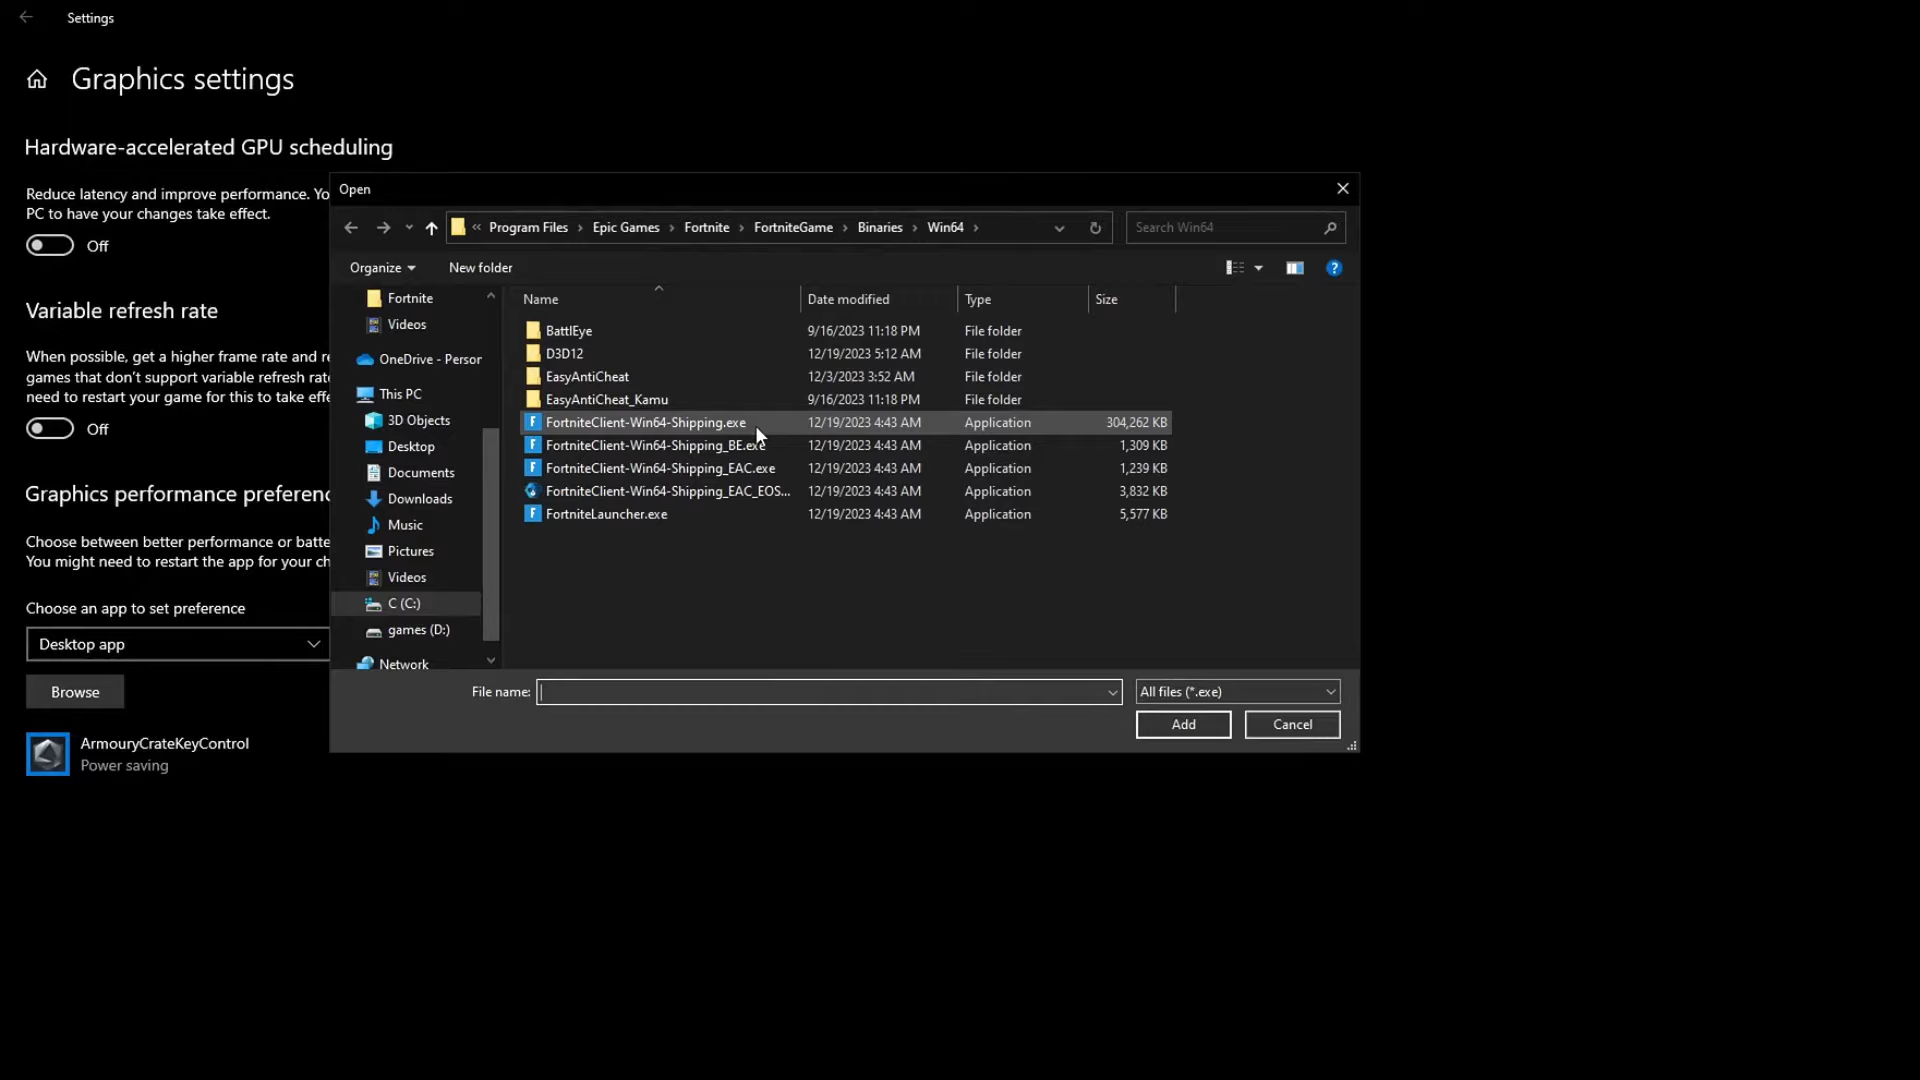 Settings
Graphics settings
Hardware-accelerated GPU scheduling
Reduce latency and improve performance. Yo
PC to have your changes take effect.
Off
Variable refresh rate
When possible, get a higher frame rate and re
games that don't support variable refresh rate
need to restart your game for this to take effe
Off
Graphics performance preferenc
Choose between better performance or batte
You might need to restart the app for your ch
Choose an app to set preference
Desktop app
Browse
ArmouryCrateKeyControl
Power saving
Open
« Program Files › Epic Games › Fortnite › FortniteGame › Binaries › Win64 ›
Search Win64
Organize
New folder
Fortnite
Videos
OneDrive - Person
This PC
3D Objects
Desktop
Documents
Downloads
Music
Pictures
Videos
C (C:)
games (D:)
Network
Name Date modified Type Size
BattlEye 9/16/2023 11:18 PM File folder
D3D12 12/19/2023 5:12 AM File folder
EasyAntiCheat 12/3/2023 3:52 AM File folder
EasyAntiCheat_Kamu 9/16/2023 11:18 PM File folder
FortniteClient-Win64-Shipping.exe 12/19/2023 4:43 AM Application 304,262 KB
FortniteClient-Win64-Shipping_BE.exe 12/19/2023 4:43 AM Application 1,309 KB
FortniteClient-Win64-Shipping_EAC.exe 12/19/2023 4:43 AM Application 1,239 KB
FortniteClient-Win64-Shipping_EAC_EOS... 12/19/2023 4:43 AM Application 3,832 KB
FortniteLauncher.exe 12/19/2023 4:43 AM Application 5,577 KB
File name:
All files (*.exe)
Add
Cancel